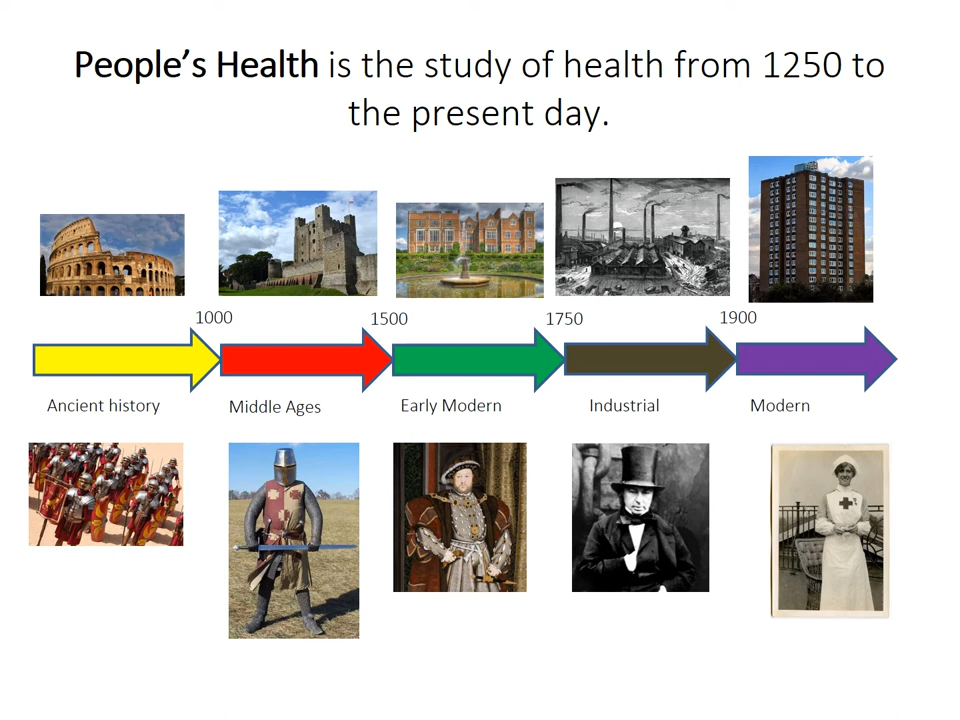 People's Health is the study of health from 1250 to
the present day.
1000
1500
1750
1900
Ancient history
Middle Ages
Early Modern
Industrial
Modern